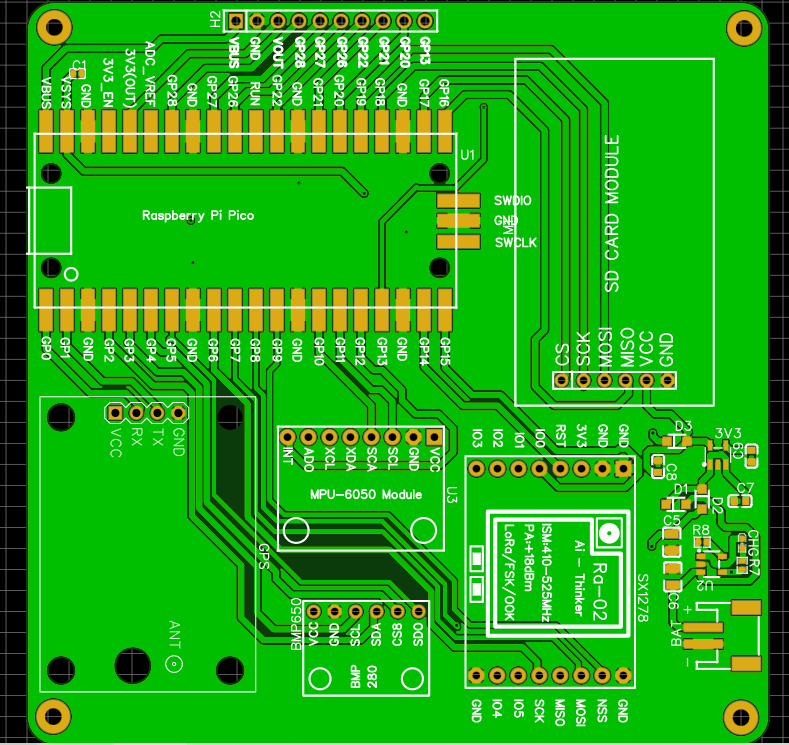 H2
VBUS GND VOUT GP28 GP27 GP26 GP22 GP21 GP20 GP13
C1
VBUS VSYS GND 3V3_EN 3V3(OUT) ADC_VREF GP28 GND GP27 GP26 RUN GP22 GND GP21 GP20 GP19 GP18 GND GP17 GP16
U1
Raspberry Pi Pico
SWDIO
GND
SWCLK
SD CARD MODULE
CS SCK MOSI MISO VCC GND
GP0 GP1 GND GP2 GP3 GP4 GP5 GND GP6 GP7 GP8 GP9 GND GP10 GP11 GP12 GP13 GND GP14 GP15
VCC RX TX GND
GPS
ANT
INT AD0 XCL XDA SCA SCL GND VCC
MPU-6050 Module
U3
BMP650
VCC GND SCL SDA CSB SDO
BMP
280
IO3 IO2 IO1 IO0 RST 3V3 GND GND
Ra-02
Ai - Thinker
ISM:410-525MHz
PA:+18dBm
LoRa/FSK/OOK
SX1278
GND IO4 IO5 SCK MISO MOSI NSS GND
D3
3V3
C9
C8
D1
D2
C7
C5
R8
CHG
R7
U2
C6
BAT
+
-